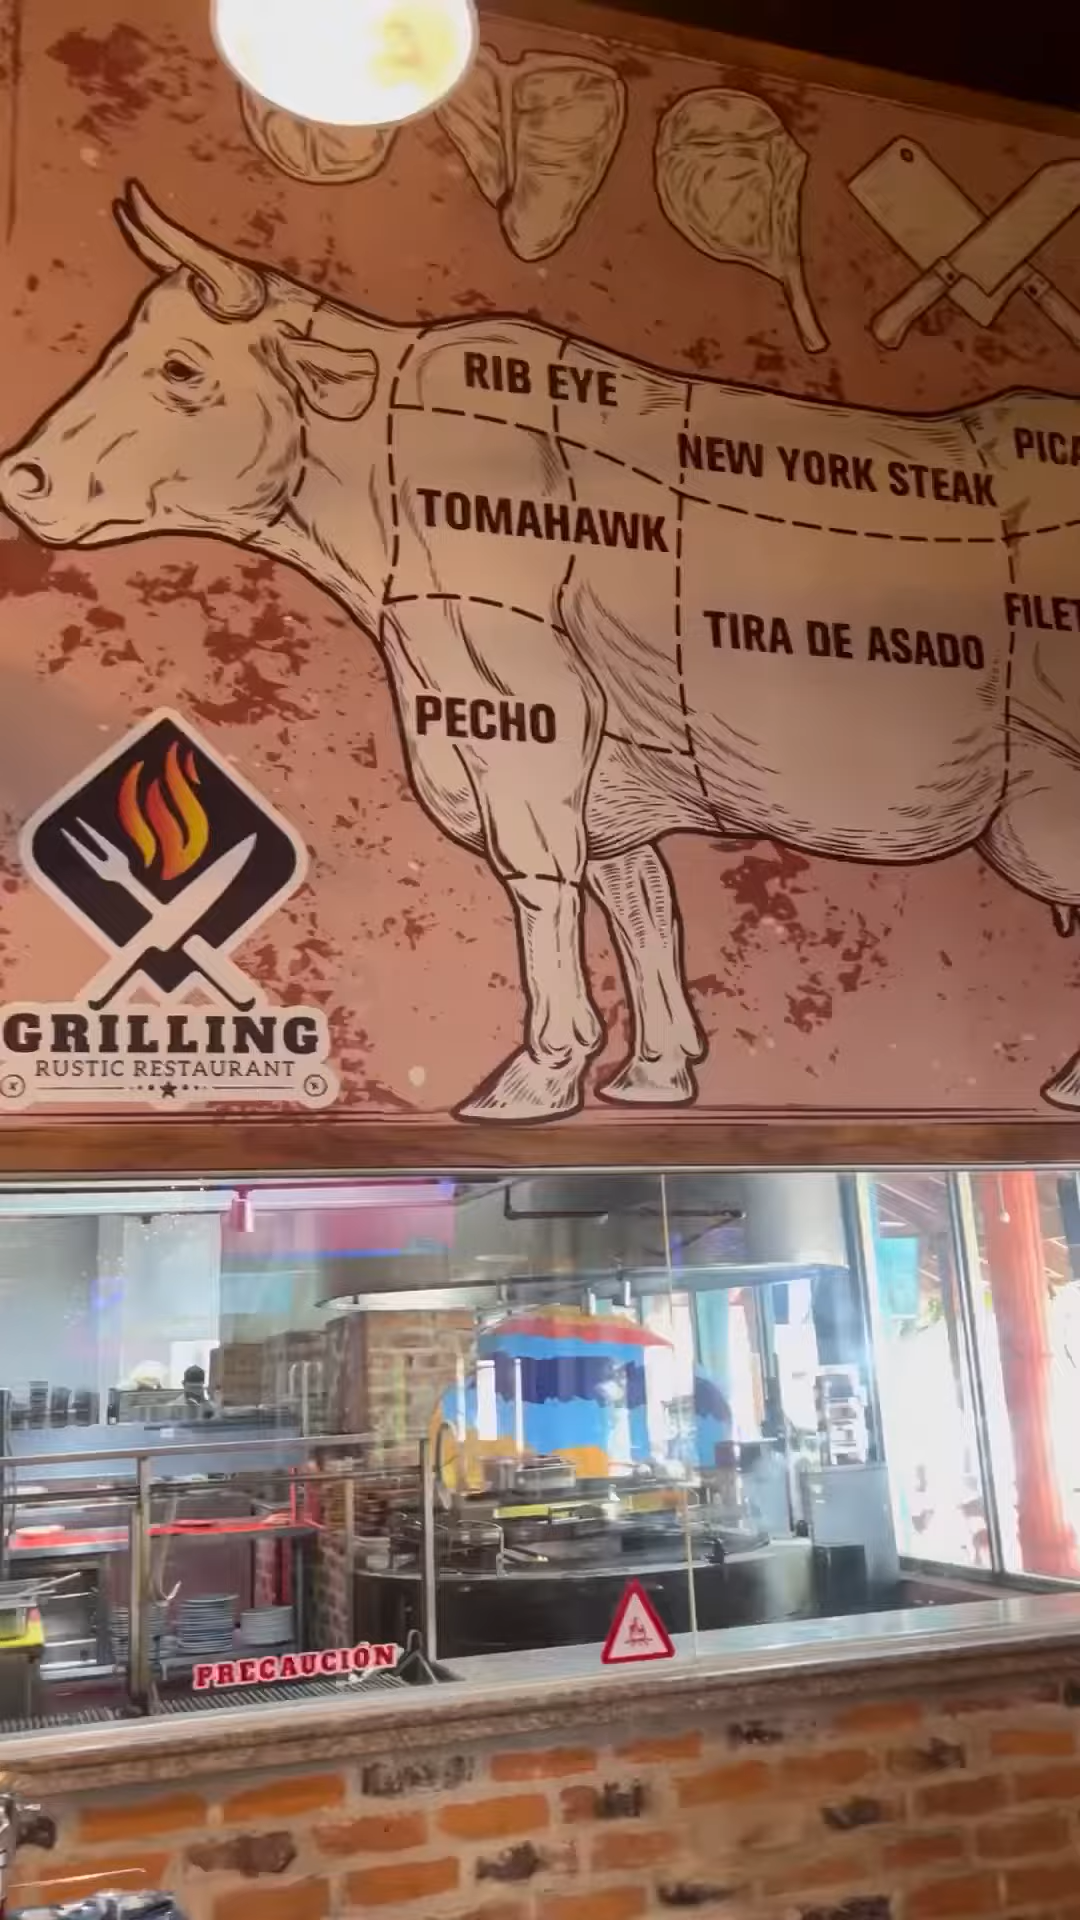 RIB EYE
NEW YORK STEAK
TOMAHAWK
TIRA DE ASADO
PECHO
GRILLING
RUSTIC RESTAURANT
PRECAUCIÓN